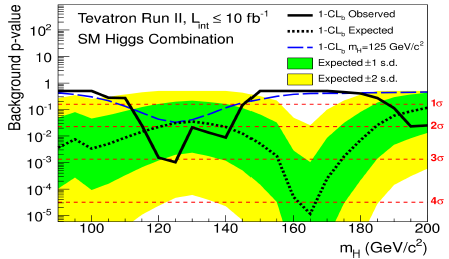 Tevatron Run II, L_int ≤ 10 fb⁻¹
SM Higgs Combination
1-CL_b Observed
1-CL_b Expected
1-CL_b m_H=125 GeV/c²
Expected ±1 s.d.
Expected ±2 s.d.
Background p-value
10²
10
1
10⁻¹
10⁻²
10⁻³
10⁻⁴
10⁻⁵
1σ
2σ
3σ
4σ
100 120 140 160 180 200
m_H (GeV/c²)